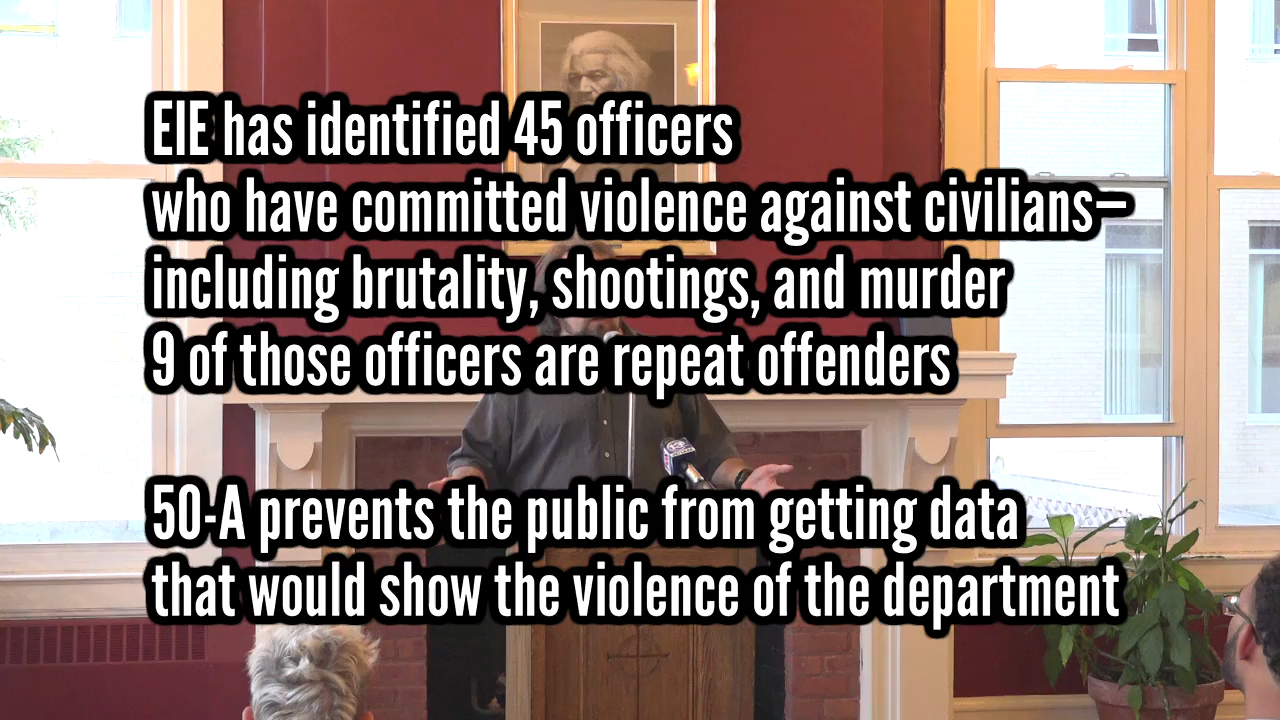 EIE has identified 45 officers
who have committed violence against civilians—
including brutality, shootings, and murder
9 of those officers are repeat offenders
50-A prevents the public from getting data
that would show the violence of the department